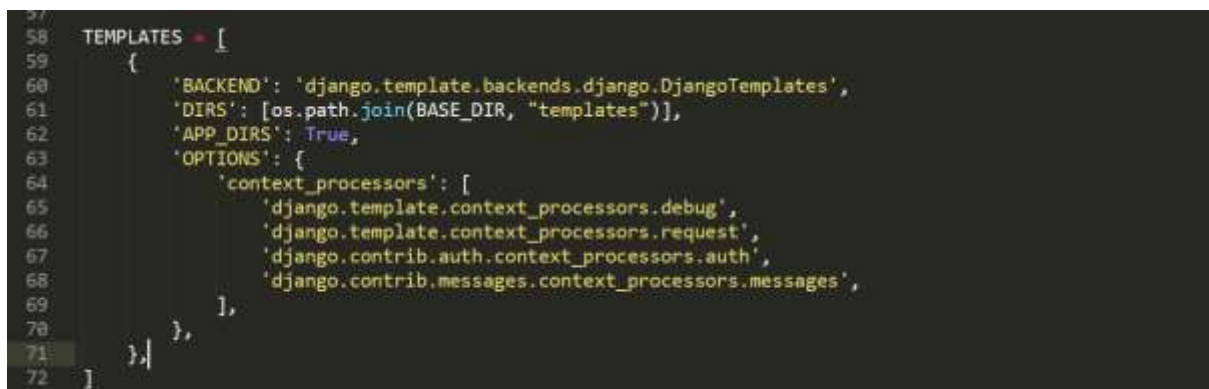 57
58 TEMPLATES = [
59     {
60         'BACKEND': 'django.template.backends.django.DjangoTemplates',
61         'DIRS': [os.path.join(BASE_DIR, "templates")],
62         'APP_DIRS': True,
63         'OPTIONS': {
64             'context_processors': [
65                 'django.template.context_processors.debug',
66                 'django.template.context_processors.request',
67                 'django.contrib.auth.context_processors.auth',
68                 'django.contrib.messages.context_processors.messages',
69             ],
70         },
71     },
72 ]